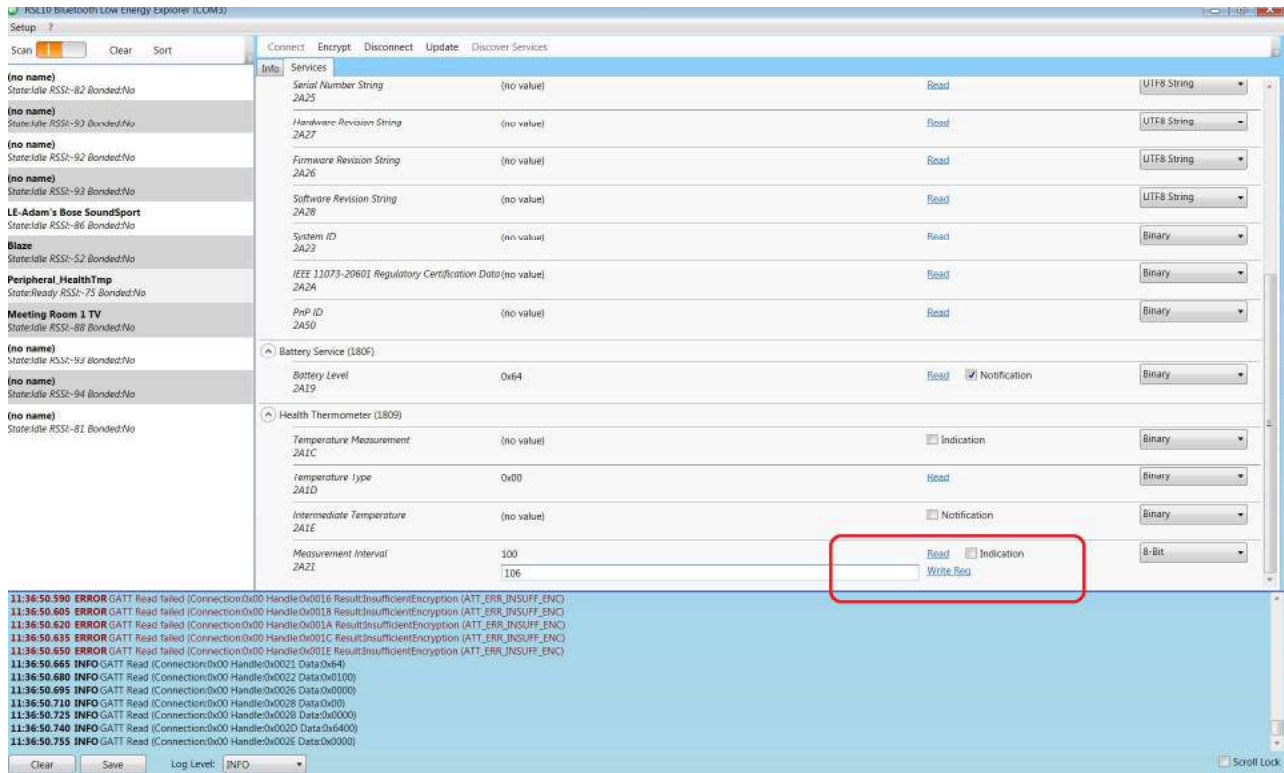 RSL10 Bluetooth Low Energy Explorer (COM3)
Setup ?
Scan Clear Sort
Connect Encrypt Disconnect Update Discover Services
Info Services
(no name)
State:Idle RSSI:-82 Bonded:No
(no name)
State:Idle RSSI:-93 Bonded:No
(no name)
State:Idle RSSI:-92 Bonded:No
(no name)
State:Idle RSSI:-93 Bonded:No
LE-Adam's Bose SoundSport
State:Idle RSSI:-86 Bonded:No
Blaze
State:Idle RSSI:-52 Bonded:No
Peripheral_HealthTmp
State:Ready RSSI:-75 Bonded:No
Meeting Room 1 TV
State:Idle RSSI:-88 Bonded:No
(no name)
State:Idle RSSI:-93 Bonded:No
(no name)
State:Idle RSSI:-94 Bonded:No
(no name)
State:Idle RSSI:-81 Bonded:No
Serial Number String (no value) Read UTF8 String
2A25
Hardware Revision String (no value) Read UTF8 String
2A27
Firmware Revision String (no value) Read UTF8 String
2A26
Software Revision String (no value) Read UTF8 String
2A28
System ID (no value) Read Binary
2A23
IEEE 11073-20601 Regulatory Certification Data (no value) Read Binary
2A2A
PnP ID (no value) Read Binary
2A50
Battery Service (180F)
Battery Level 0x64 Read Notification Binary
2A19
Health Thermometer (1809)
Temperature Measurement (no value) Indication Binary
2A1C
Temperature Type 0x00 Read Binary
2A1D
Intermediate Temperature (no value) Notification Binary
2A1E
Measurement Interval 100 Read Indication 8-Bit
2A21 106 Write Req
11:36:50.590 ERROR GATT Read failed (Connection:0x00 Handle:0x0016 Result:InsufficientEncryption (ATT_ERR_INSUFF_ENC)
11:36:50.605 ERROR GATT Read failed (Connection:0x00 Handle:0x0018 Result:InsufficientEncryption (ATT_ERR_INSUFF_ENC)
11:36:50.620 ERROR GATT Read failed (Connection:0x00 Handle:0x001A Result:InsufficientEncryption (ATT_ERR_INSUFF_ENC)
11:36:50.635 ERROR GATT Read failed (Connection:0x00 Handle:0x001C Result:InsufficientEncryption (ATT_ERR_INSUFF_ENC)
11:36:50.650 ERROR GATT Read failed (Connection:0x00 Handle:0x001E Result:InsufficientEncryption (ATT_ERR_INSUFF_ENC)
11:36:50.665 INFO GATT Read (Connection:0x00 Handle:0x0021 Data:0x64)
11:36:50.680 INFO GATT Read (Connection:0x00 Handle:0x0022 Data:0x0100)
11:36:50.695 INFO GATT Read (Connection:0x00 Handle:0x0026 Data:0x0000)
11:36:50.710 INFO GATT Read (Connection:0x00 Handle:0x0028 Data:0x00)
11:36:50.725 INFO GATT Read (Connection:0x00 Handle:0x002B Data:0x0000)
11:36:50.740 INFO GATT Read (Connection:0x00 Handle:0x002D Data:0x6400)
11:36:50.755 INFO GATT Read (Connection:0x00 Handle:0x002E Data:0x0000)
Clear Save Log Level: INFO Scroll Lock